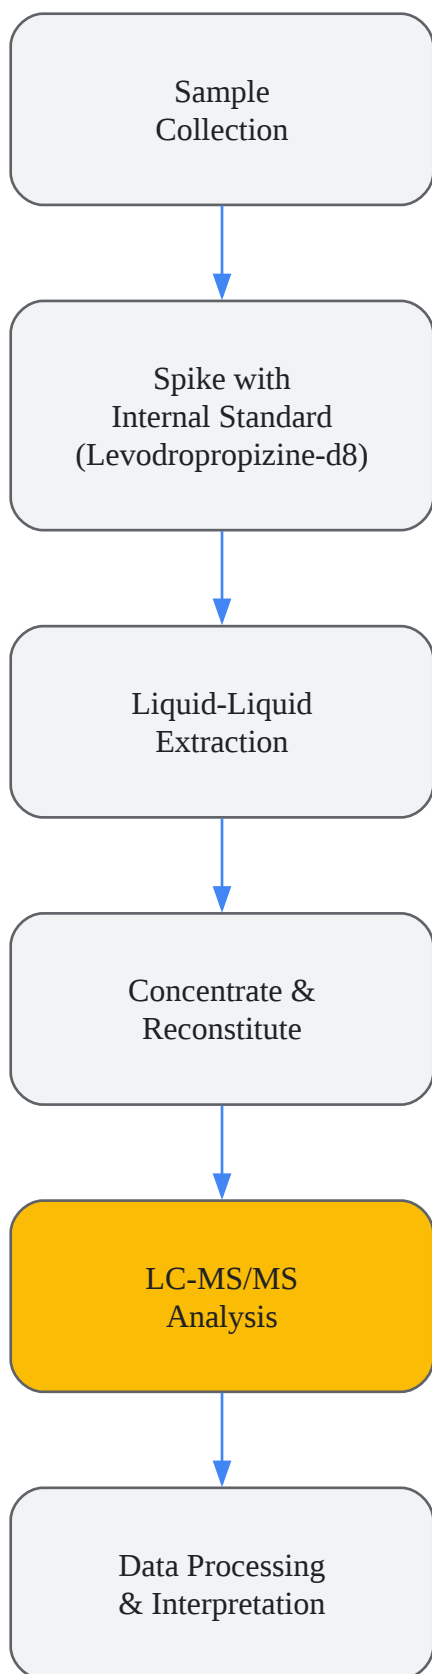 Sample
Collection
Spike with
Internal Standard
(Levodropropizine-d8)
Liquid-Liquid
Extraction
Concentrate &
Reconstitute
LC-MS/MS
Analysis
Data Processing
& Interpretation